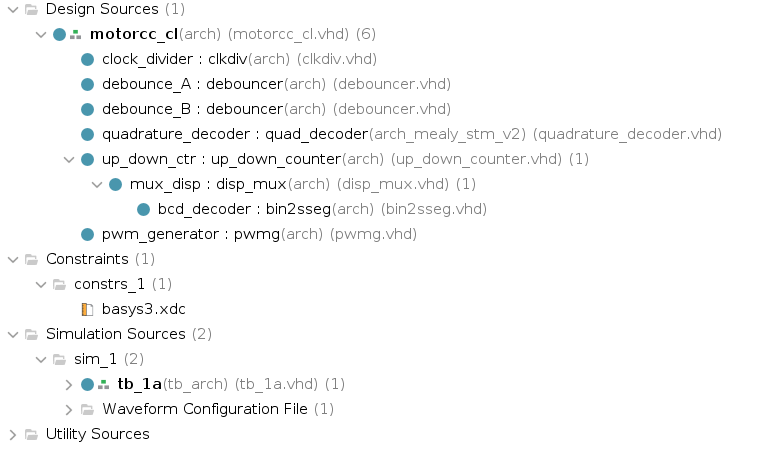 Design Sources (1)
motorcc_cl(arch) (motorcc_cl.vhd) (6)
clock_divider : clkdiv(arch) (clkdiv.vhd)
debounce_A : debouncer(arch) (debouncer.vhd)
debounce_B : debouncer(arch) (debouncer.vhd)
quadrature_decoder : quad_decoder(arch_mealy_stm_v2) (quadrature_decoder.vhd)
up_down_ctr : up_down_counter(arch) (up_down_counter.vhd) (1)
mux_disp : disp_mux(arch) (disp_mux.vhd) (1)
bcd_decoder : bin2sseg(arch) (bin2sseg.vhd)
pwm_generator : pwmg(arch) (pwmg.vhd)
Constraints (1)
constrs_1 (1)
basys3.xdc
Simulation Sources (2)
sim_1 (2)
tb_1a(tb_arch) (tb_1a.vhd) (1)
Waveform Configuration File (1)
Utility Sources